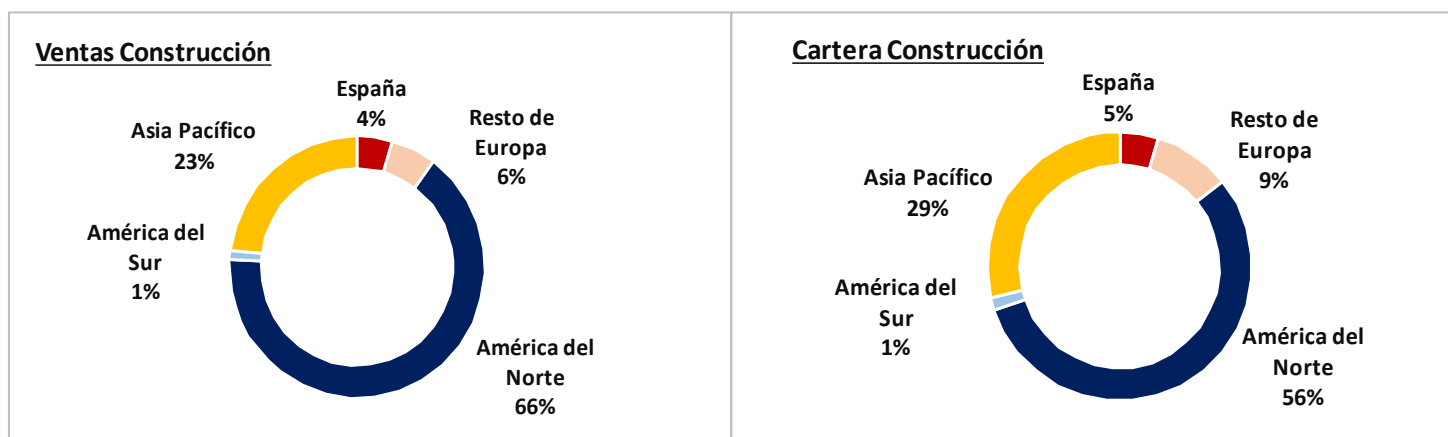 Ventas Construcción
España
4%
Resto de
Europa
6%
Asia Pacífico
23%
América del
Sur
1%
América del
Norte
66%
Cartera Construcción
España
5%
Resto de
Europa
9%
Asia Pacífico
29%
América del
Sur
1%
América del
Norte
56%